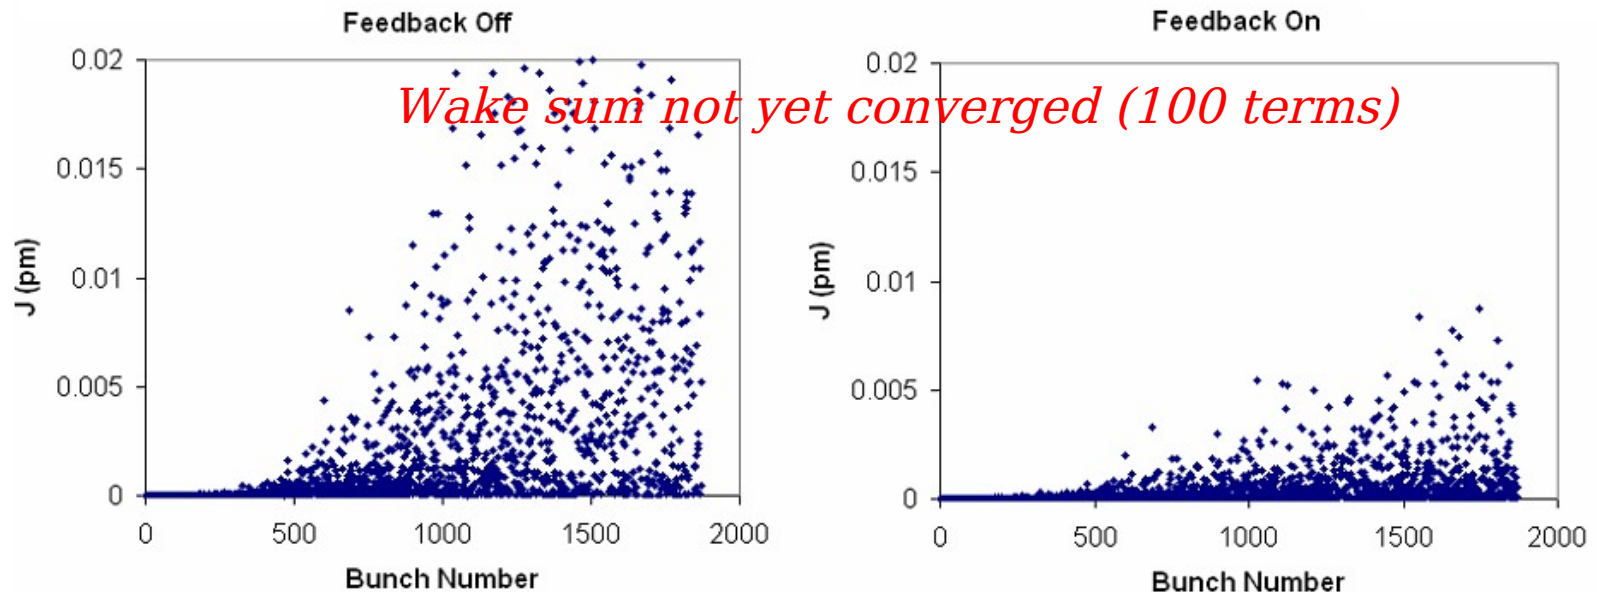 Feedback Off
Feedback On
Wake sum not yet converged (100 terms)
0.02
0.015
0.01
0.005
0
J (pm)
0
500
1000
1500
2000
Bunch Number
0.02
0.015
0.01
0.005
0
J (pm)
0
500
1000
1500
2000
Bunch Number